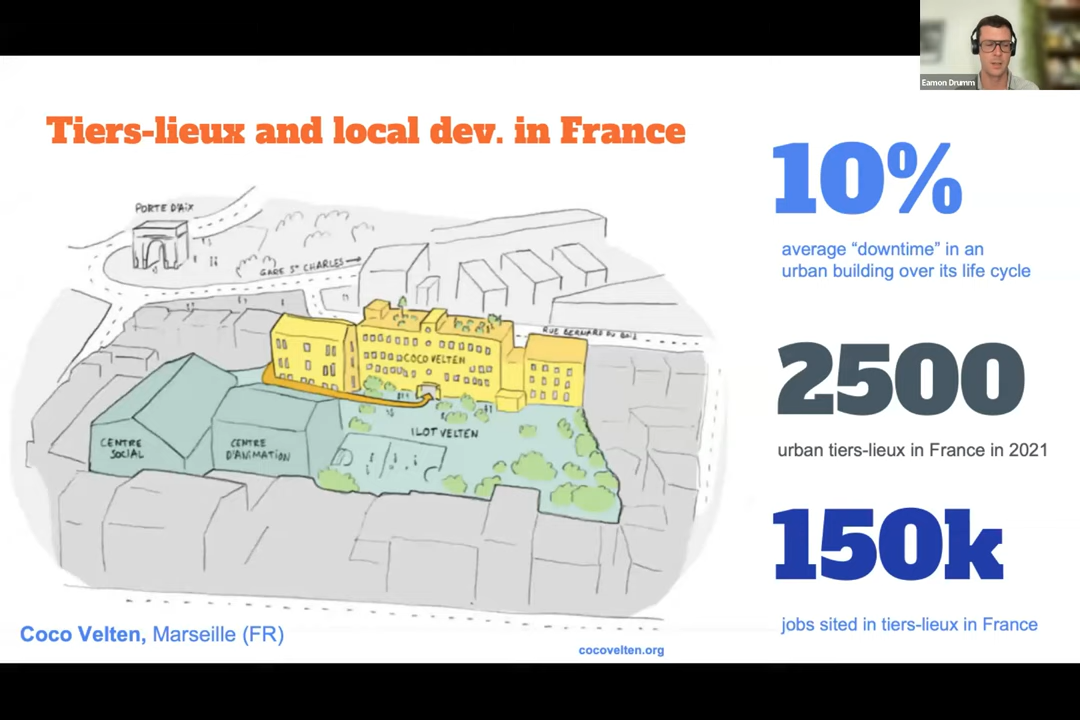 Eamon Drumm
Tiers-lieux and local dev. in France
10%
average “downtime” in an
urban building over its life cycle
2500
urban tiers-lieux in France in 2021
150k
jobs sited in tiers-lieux in France
PORTE D'AIX
GARE ST CHARLES
RUE BERNARD DU BOIS
COCO VELTEN
ILOT VELTEN
CENTRE
SOCIAL
CENTRE
D'ANIMATION
Coco Velten, Marseille (FR)
cocovelten.org